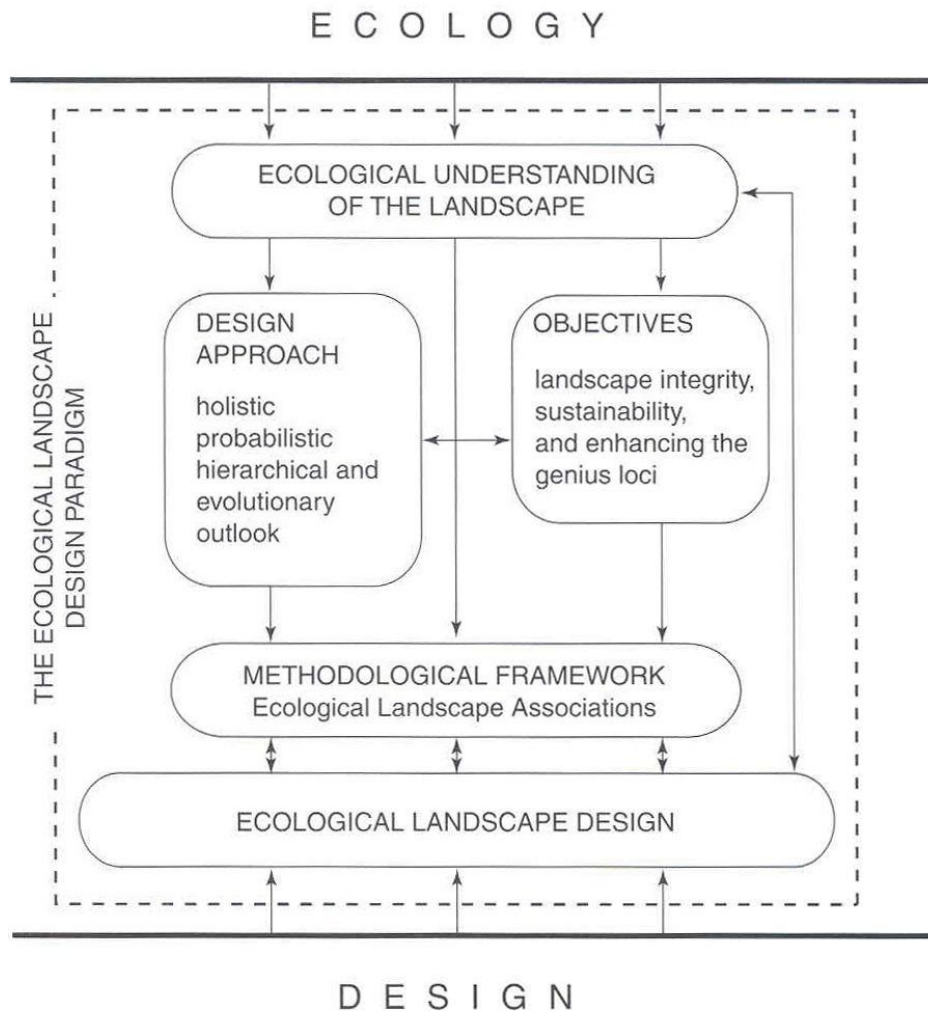 ECOLOGY
ECOLOGICAL UNDERSTANDING
OF THE LANDSCAPE
THE ECOLOGICAL LANDSCAPE
DESIGN PARADIGM
DESIGN
APPROACH
holistic
probabilistic
hierarchical and
evolutionary
outlook
OBJECTIVES
landscape integrity,
sustainability,
and enhancing the
genius loci
METHODOLOGICAL FRAMEWORK
Ecological Landscape Associations
ECOLOGICAL LANDSCAPE DESIGN
DESIGN